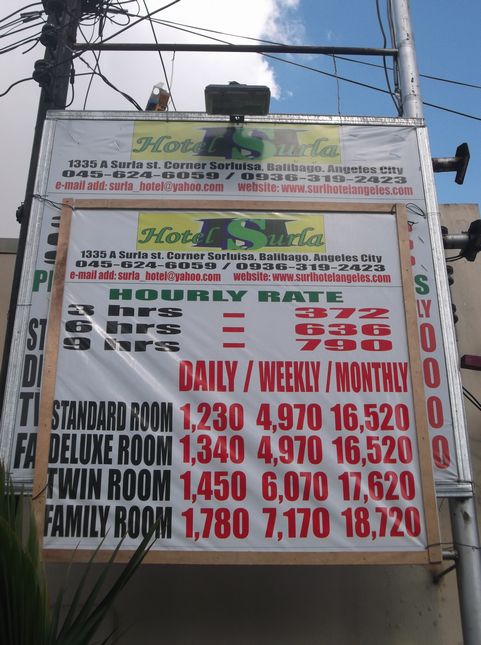 Hotel Surla
1335 A Surla st. Corner Sorluisa, Balibago. Angeles City
045-624-6059 / 0936-319-2423
e-mail add: surla_hotel@yahoo.com website: www.surlhotelangeles.com
Hotel Surla
1335 A Surla st. Corner Sorluisa, Balibago. Angeles City
045-624-6059 / 0936-319-2423
e-mail add: surla_hotel@yahoo.com website: www.surlhotelangeles.com
HOURLY RATE
3 hrs = 372
6 hrs = 636
9 hrs = 790
DAILY / WEEKLY / MONTHLY
STANDARD ROOM 1,230 4,970 16,520
DELUXE ROOM 1,340 4,970 16,520
TWIN ROOM 1,450 6,070 17,620
FAMILY ROOM 1,780 7,170 18,720